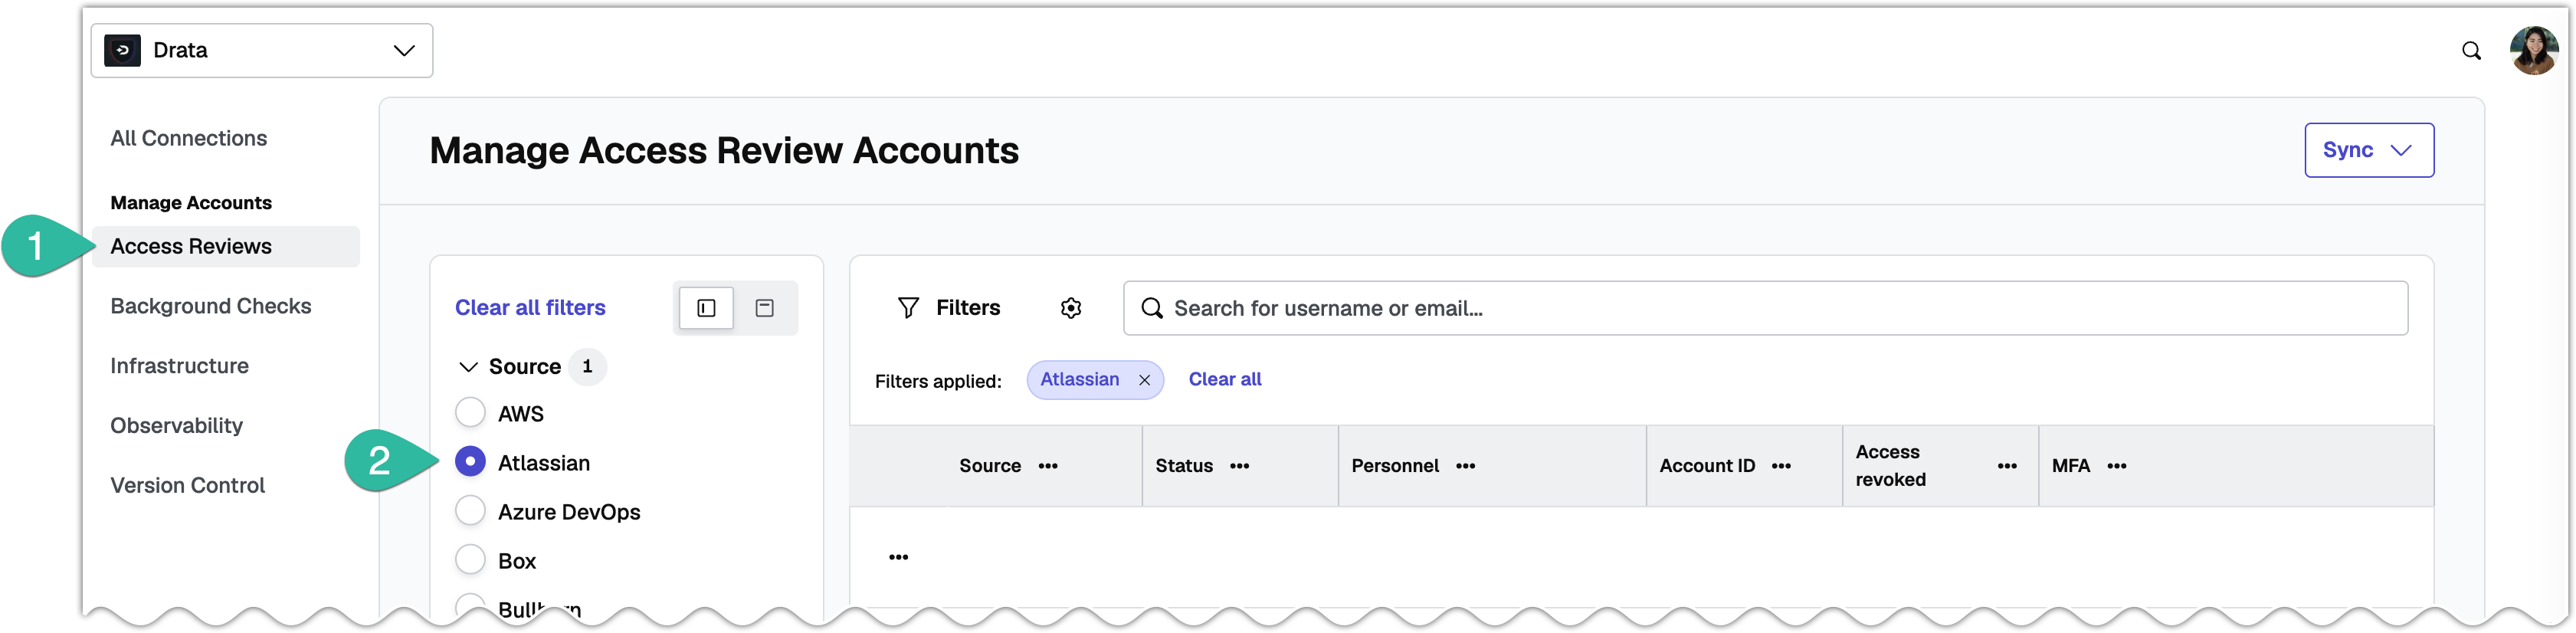 Drata
All Connections
Manage Accounts
1
Access Reviews
Background Checks
Infrastructure
Observability
Version Control
Manage Access Review Accounts
Sync
Clear all filters
Source 1
AWS
2
Atlassian
Azure DevOps
Box
Filters
Search for username or email...
Filters applied: Atlassian Clear all
Source ••• Status ••• Personnel ••• Account ID ••• Access revoked ••• MFA •••
•••